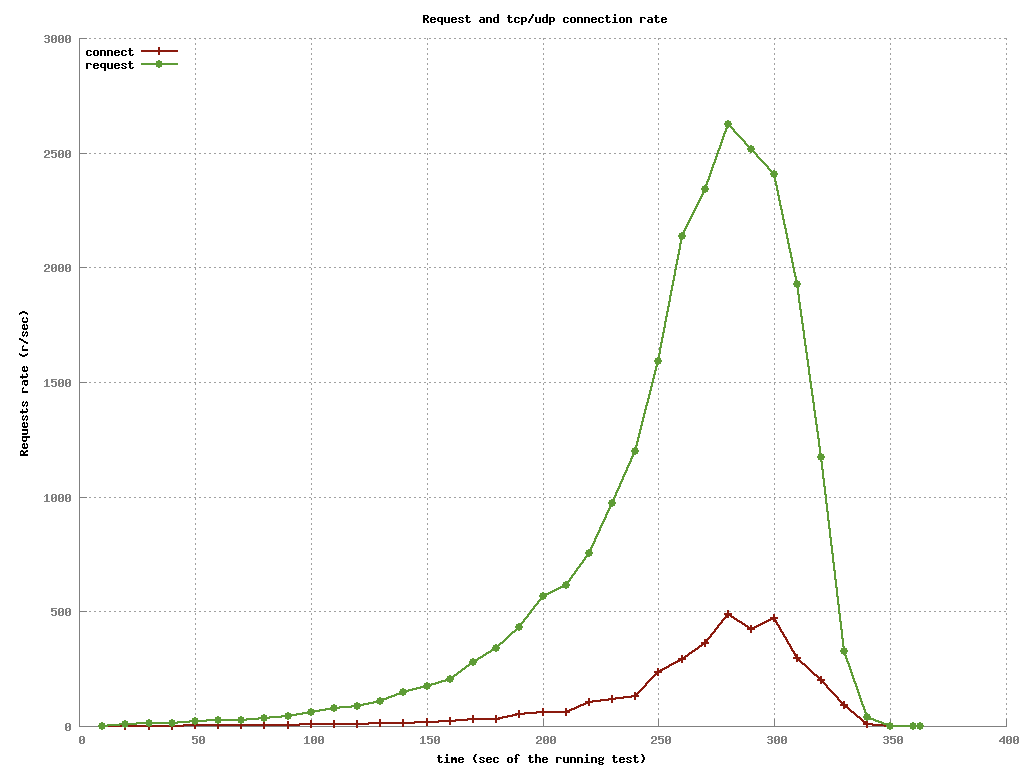 Request and tcp/udp connection rate
3000
connect
request
2500
2000
1500
1000
500
0
Requests rate (r/sec)
0 50 100 150 200 250 300 350 400
time (sec of the running test)